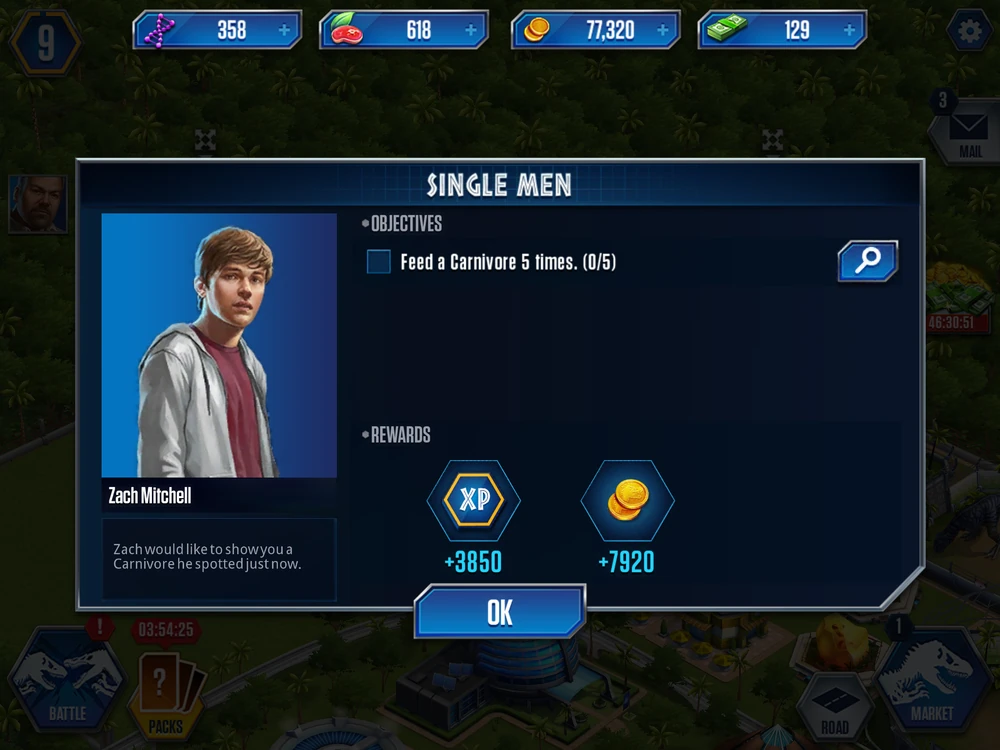 9
358
618
77,320
129
3
MAIL
SINGLE MEN
OBJECTIVES
Feed a Carnivore 5 times. (0/5)
46:30:51
REWARDS
Zach Mitchell
XP
Zach would like to show you a
Carnivore he spotted just now.
+3850
+7920
OK
!
03:54:25
1
?
BATTLE
PACKS
ROAD
MARKET